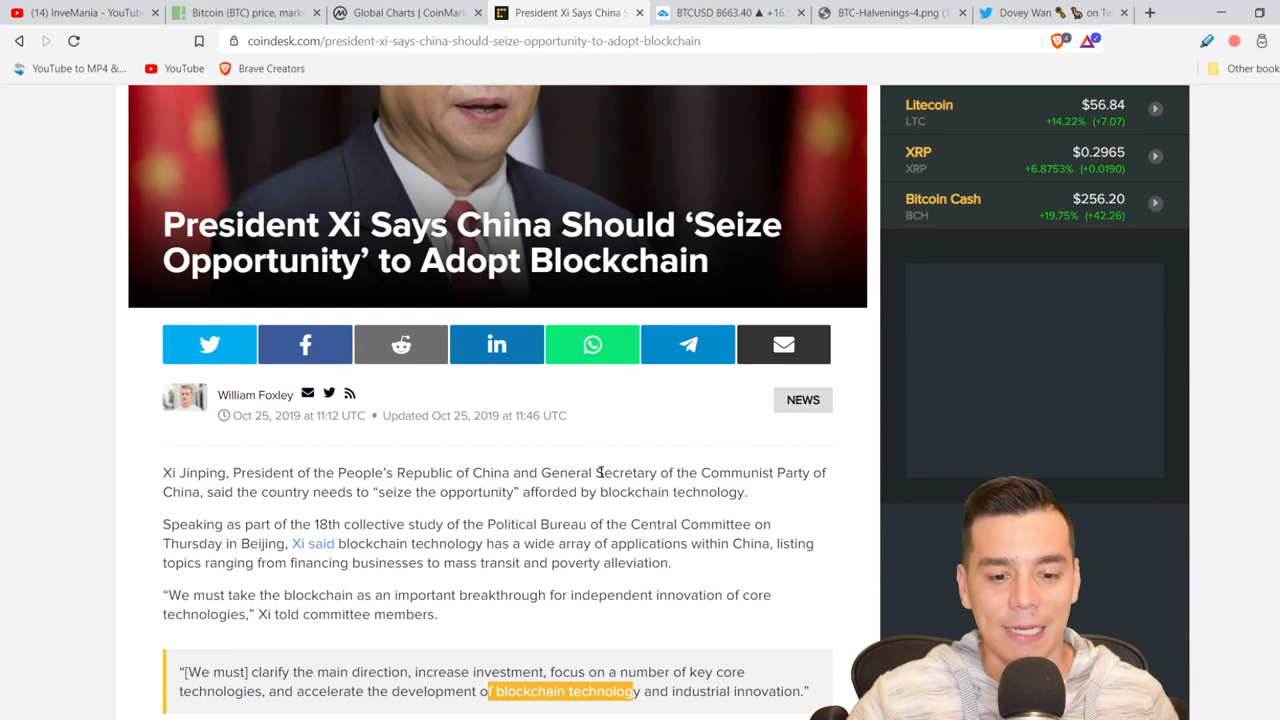 (14) InveMania - YouTube
Bitcoin (BTC) price, mark
Global Charts | CoinMark
President Xi Says China S
BTCUSD 8663.40 ▲ +16.
BTC-Halvenings-4.png (1
Dovey Wan on Tw
coindesk.com/president-xi-says-china-should-seize-opportunity-to-adopt-blockchain
4
YouTube to MP4 &...
YouTube
Brave Creators
Other book
President Xi Says China Should ‘Seize
Opportunity’ to Adopt Blockchain
Litecoin $56.84
LTC +14.22% (+7.07)
XRP $0.2965
XRP +6.8753% (+0.0190)
Bitcoin Cash $256.20
BCH +19.75% (+42.26)
William Foxley
Oct 25, 2019 at 11:12 UTC • Updated Oct 25, 2019 at 11:46 UTC
NEWS
Xi Jinping, President of the People’s Republic of China and General Secretary of the Communist Party of
China, said the country needs to “seize the opportunity” afforded by blockchain technology.
Speaking as part of the 18th collective study of the Political Bureau of the Central Committee on
Thursday in Beijing, Xi said blockchain technology has a wide array of applications within China, listing
topics ranging from financing businesses to mass transit and poverty alleviation.
“We must take the blockchain as an important breakthrough for independent innovation of core
technologies,” Xi told committee members.
“[We must] clarify the main direction, increase investment, focus on a number of key core
technologies, and accelerate the development of blockchain technology and industrial innovation.”